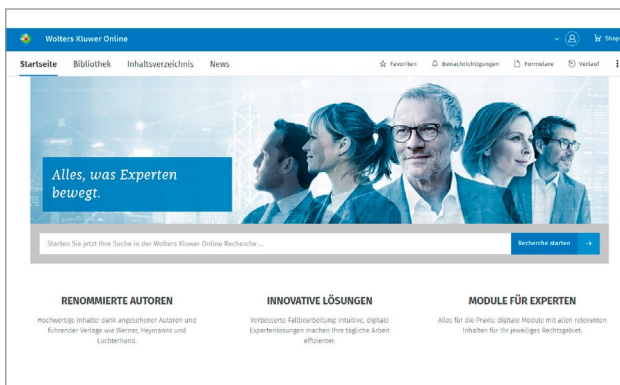 Wolters Kluwer Online
Shop
Startseite Bibliothek Inhaltsverzeichnis News
Favoriten Benachrichtigungen Formulare Verlauf
Alles, was Experten
bewegt.
Starten Sie jetzt Ihre Suche in der Wolters Kluwer Online Recherche ...
Recherche starten
RENOMMIERTE AUTOREN
Hochwertige Inhalte: dank angesehener Autoren und
führender Verlage wie Werner, Heymanns und
Luchterhand.
INNOVATIVE LÖSUNGEN
Verbesserte Fallbearbeitung: Intuitive, digitale
Expertenlösungen machen Ihre tägliche Arbeit
effizienter.
MODULE FÜR EXPERTEN
Alles für die Praxis: digitale Module mit allen relevanten
Inhalten für Ihr jeweiliges Rechtsgebiet.